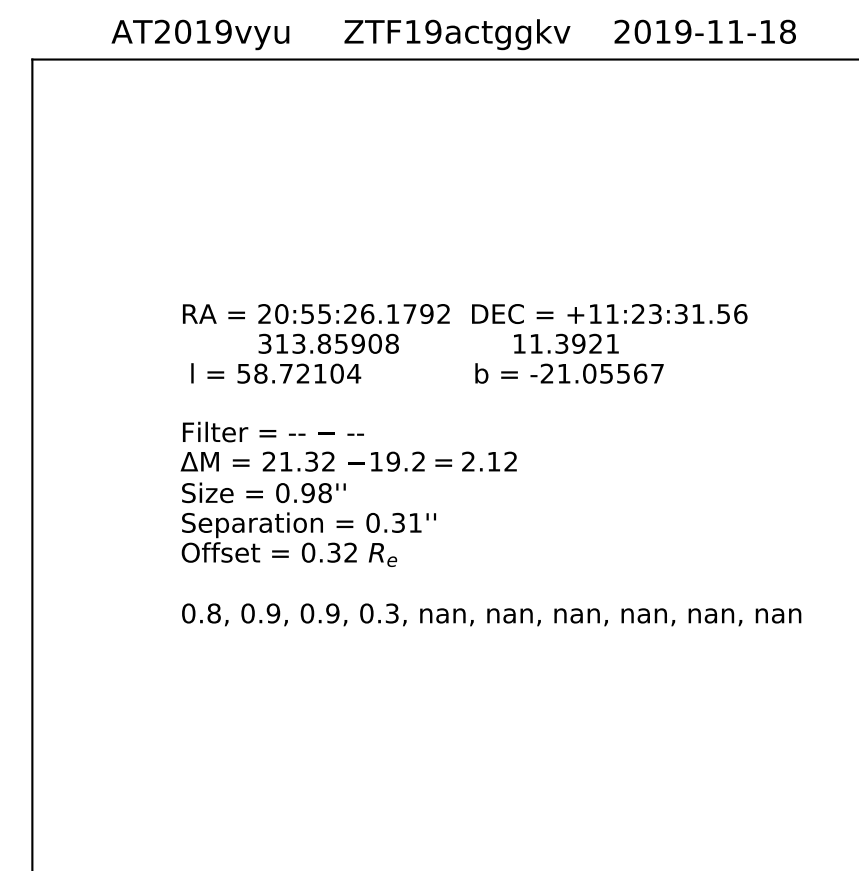 AT2019vyu ZTF19actggkv 2019-11-18
RA = 20:55:26.1792 DEC = +11:23:31.56
313.85908 11.3921
l = 58.72104 b = -21.05567
Filter = -- − --
ΔM = 21.32 −19.2 = 2.12
Size = 0.98''
Separation = 0.31''
Offset = 0.32 Rₑ
0.8, 0.9, 0.9, 0.3, nan, nan, nan, nan, nan, nan